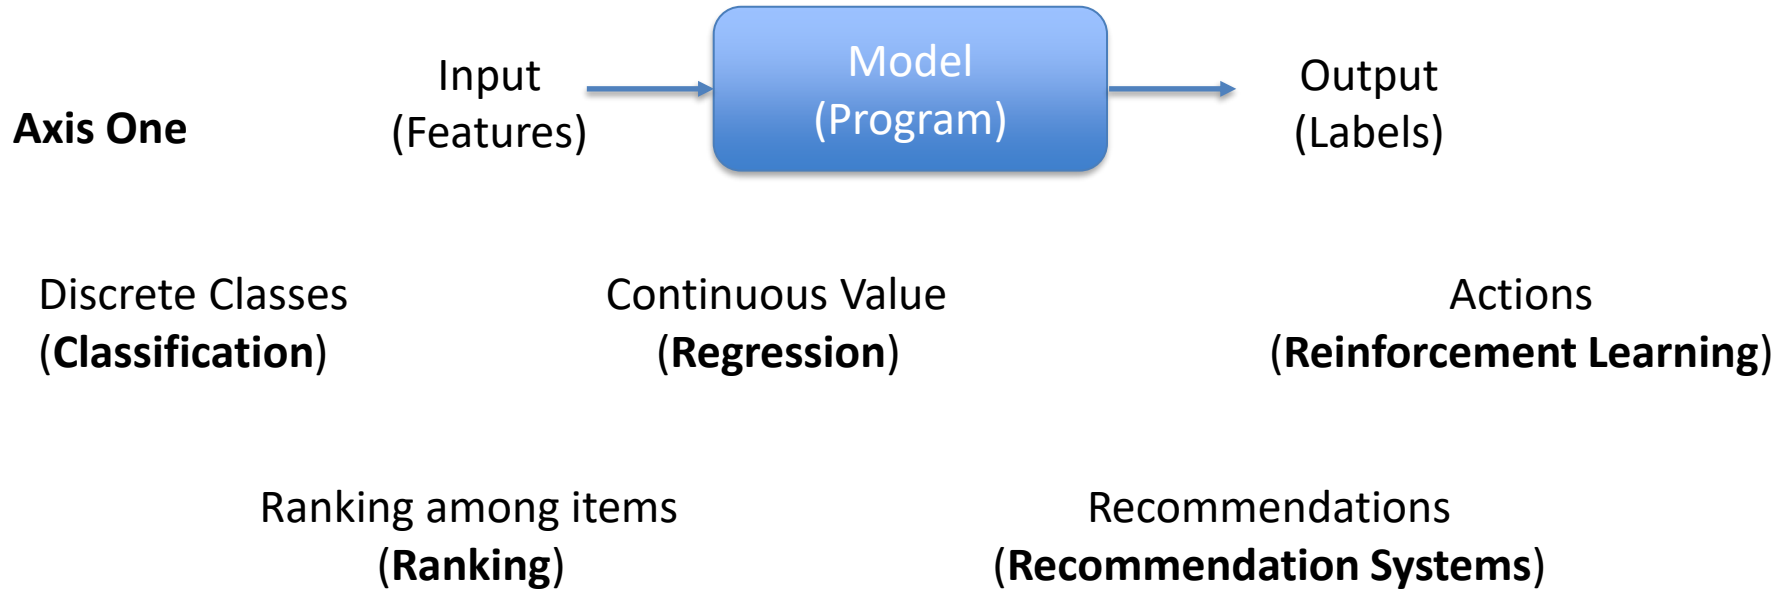 Axis One
Input
(Features)
Model
(Program)
Output
(Labels)
Discrete Classes
(Classification)
Continuous Value
(Regression)
Actions
(Reinforcement Learning)
Ranking among items
(Ranking)
Recommendations
(Recommendation Systems)